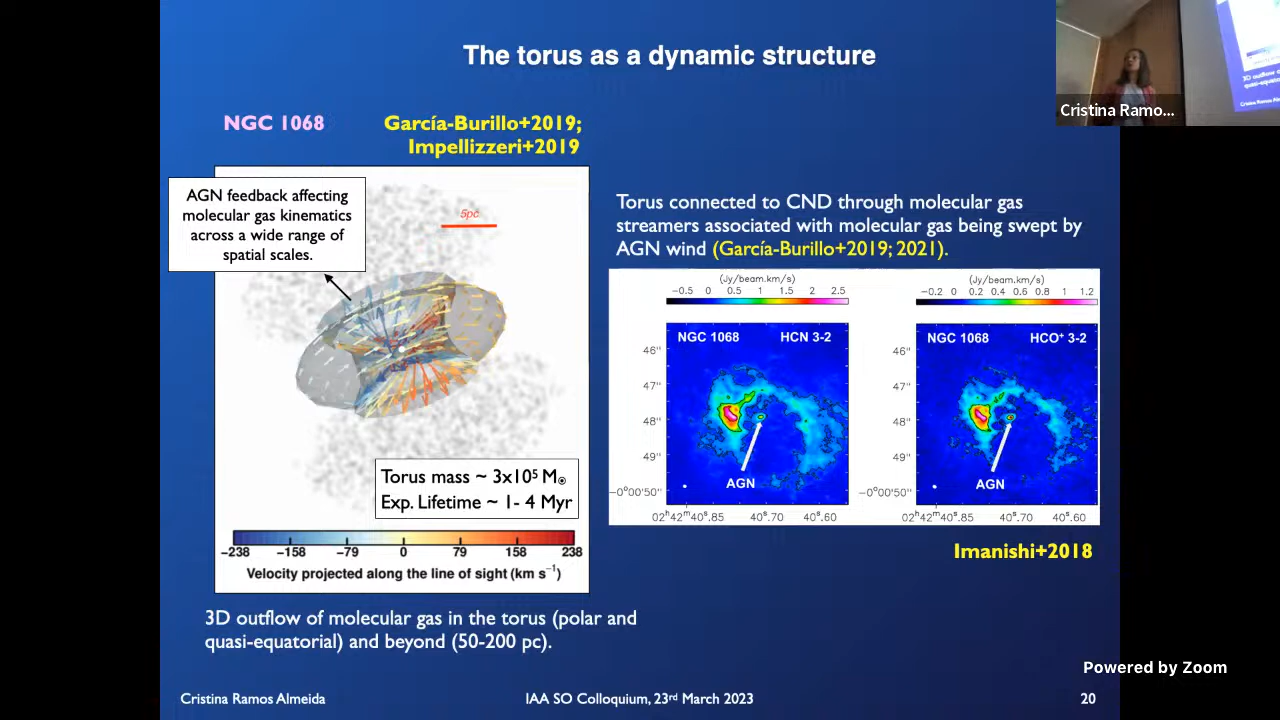 The torus as a dynamic structure
Cristina Ramo...
NGC 1068
García-Burillo+2019;
Impellizzeri+2019
AGN feedback affecting
molecular gas kinematics
across a wide range of
spatial scales.
5pc
Torus mass ~ 3x10⁵ M☉
Exp. Lifetime ~ 1- 4 Myr
−238 −158 −79 0 79 158 238
Velocity projected along the line of sight (km s⁻¹)
3D outflow of molecular gas in the torus (polar and
quasi-equatorial) and beyond (50-200 pc).
Torus connected to CND through molecular gas
streamers associated with molecular gas being swept by
AGN wind (García-Burillo+2019; 2021).
(Jy/beam.km/s)
−0.5 0 0.5 1 1.5 2 2.5
NGC 1068 HCN 3-2
46"
47"
48"
49"
−0°00'50"
AGN
02ʰ42ᵐ40ˢ.85 40ˢ.70 40ˢ.60
(Jy/beam.km/s)
−0.2 0 0.2 0.4 0.6 0.8 1 1.2
NGC 1068 HCO⁺ 3-2
46"
47"
48"
49"
−0°00'50"
AGN
02ʰ42ᵐ40ˢ.85 40ˢ.70 40ˢ.60
Imanishi+2018
Powered by Zoom
Cristina Ramos Almeida
IAA SO Colloquium, 23ʳᵈ March 2023
20